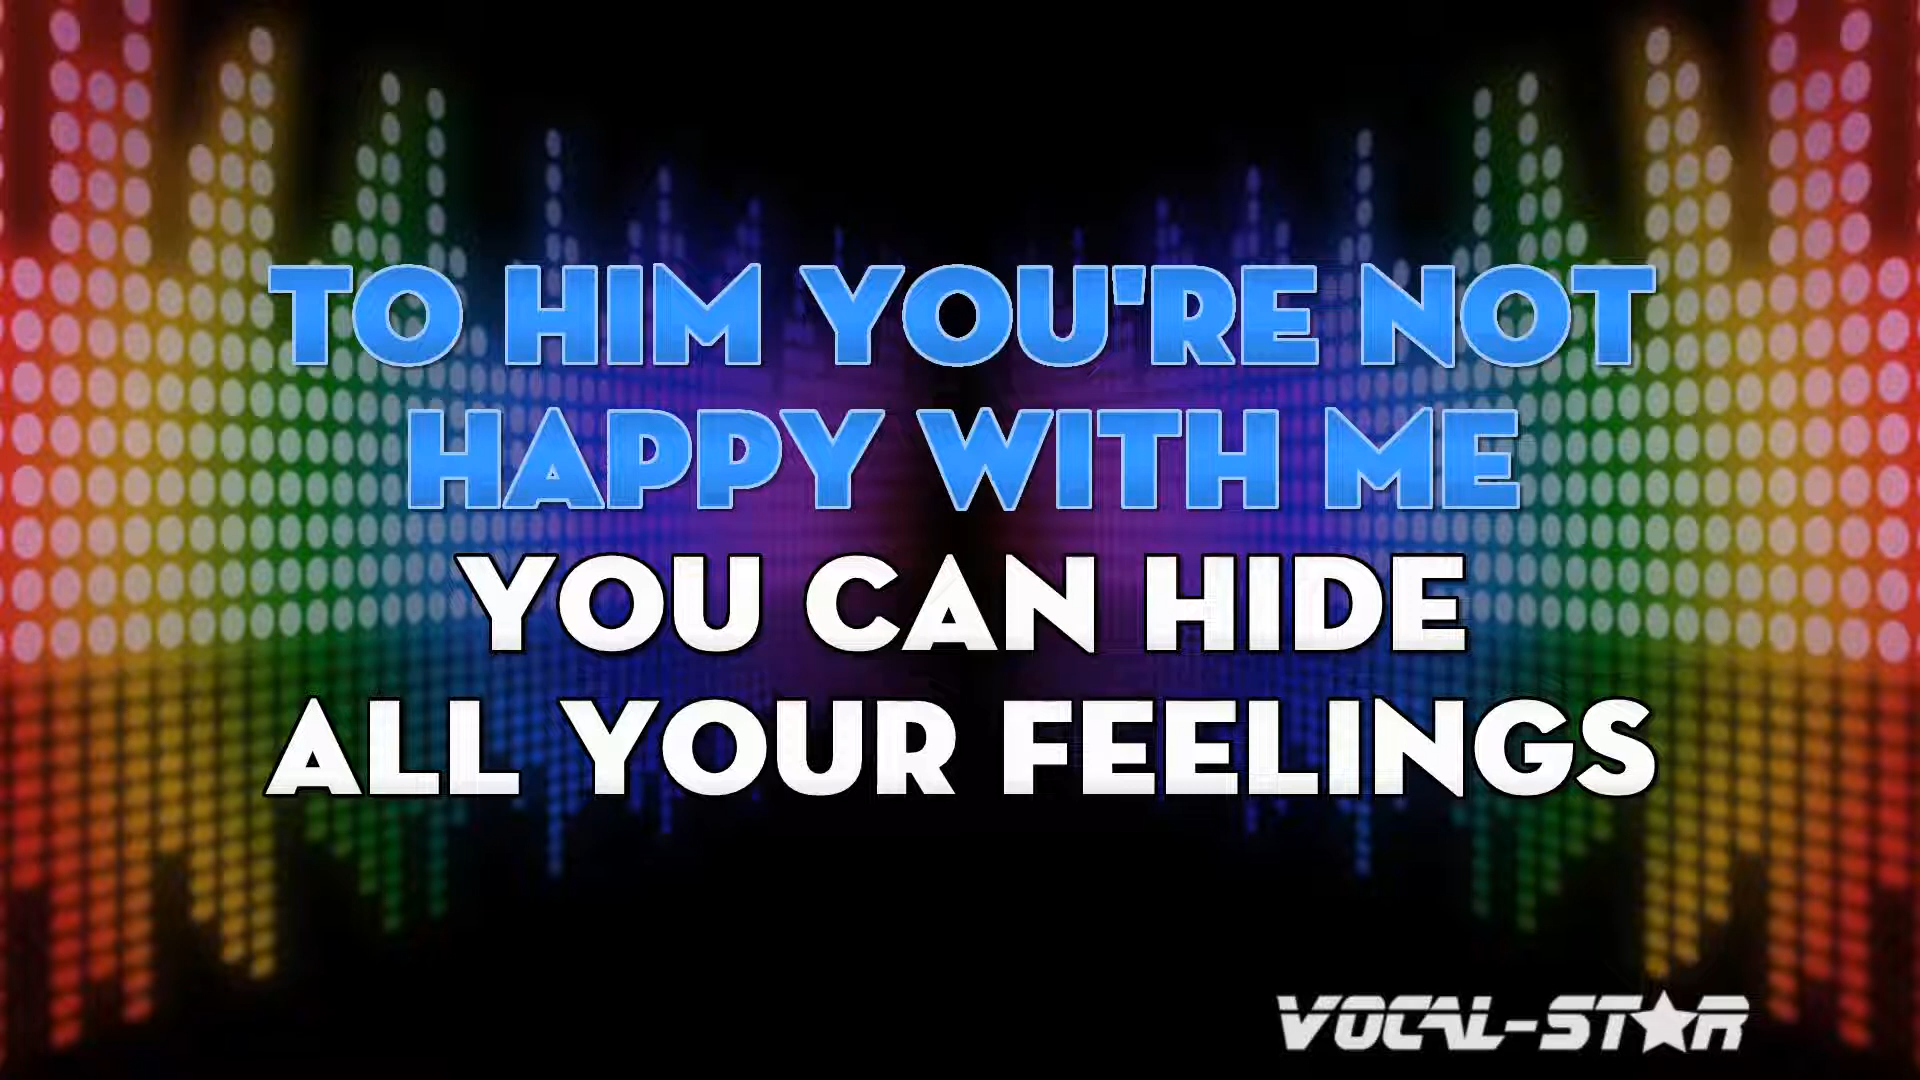 TO HIM YOU'RE NOT
HAPPY WITH ME
YOU CAN HIDE
ALL YOUR FEELINGS
VOCAL-STAR